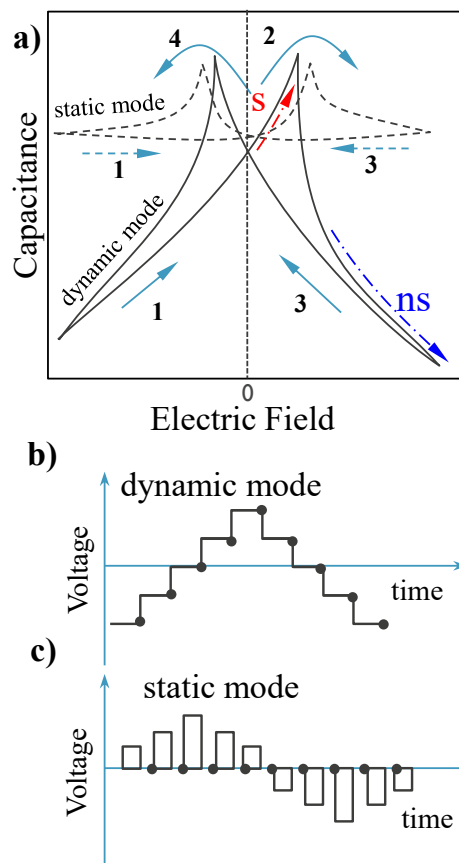 a)
4
2
s
static mode
1
3
dynamic mode
1
3
ns
Capacitance
0
Electric Field
b)
dynamic mode
Voltage
time
c)
static mode
Voltage
time